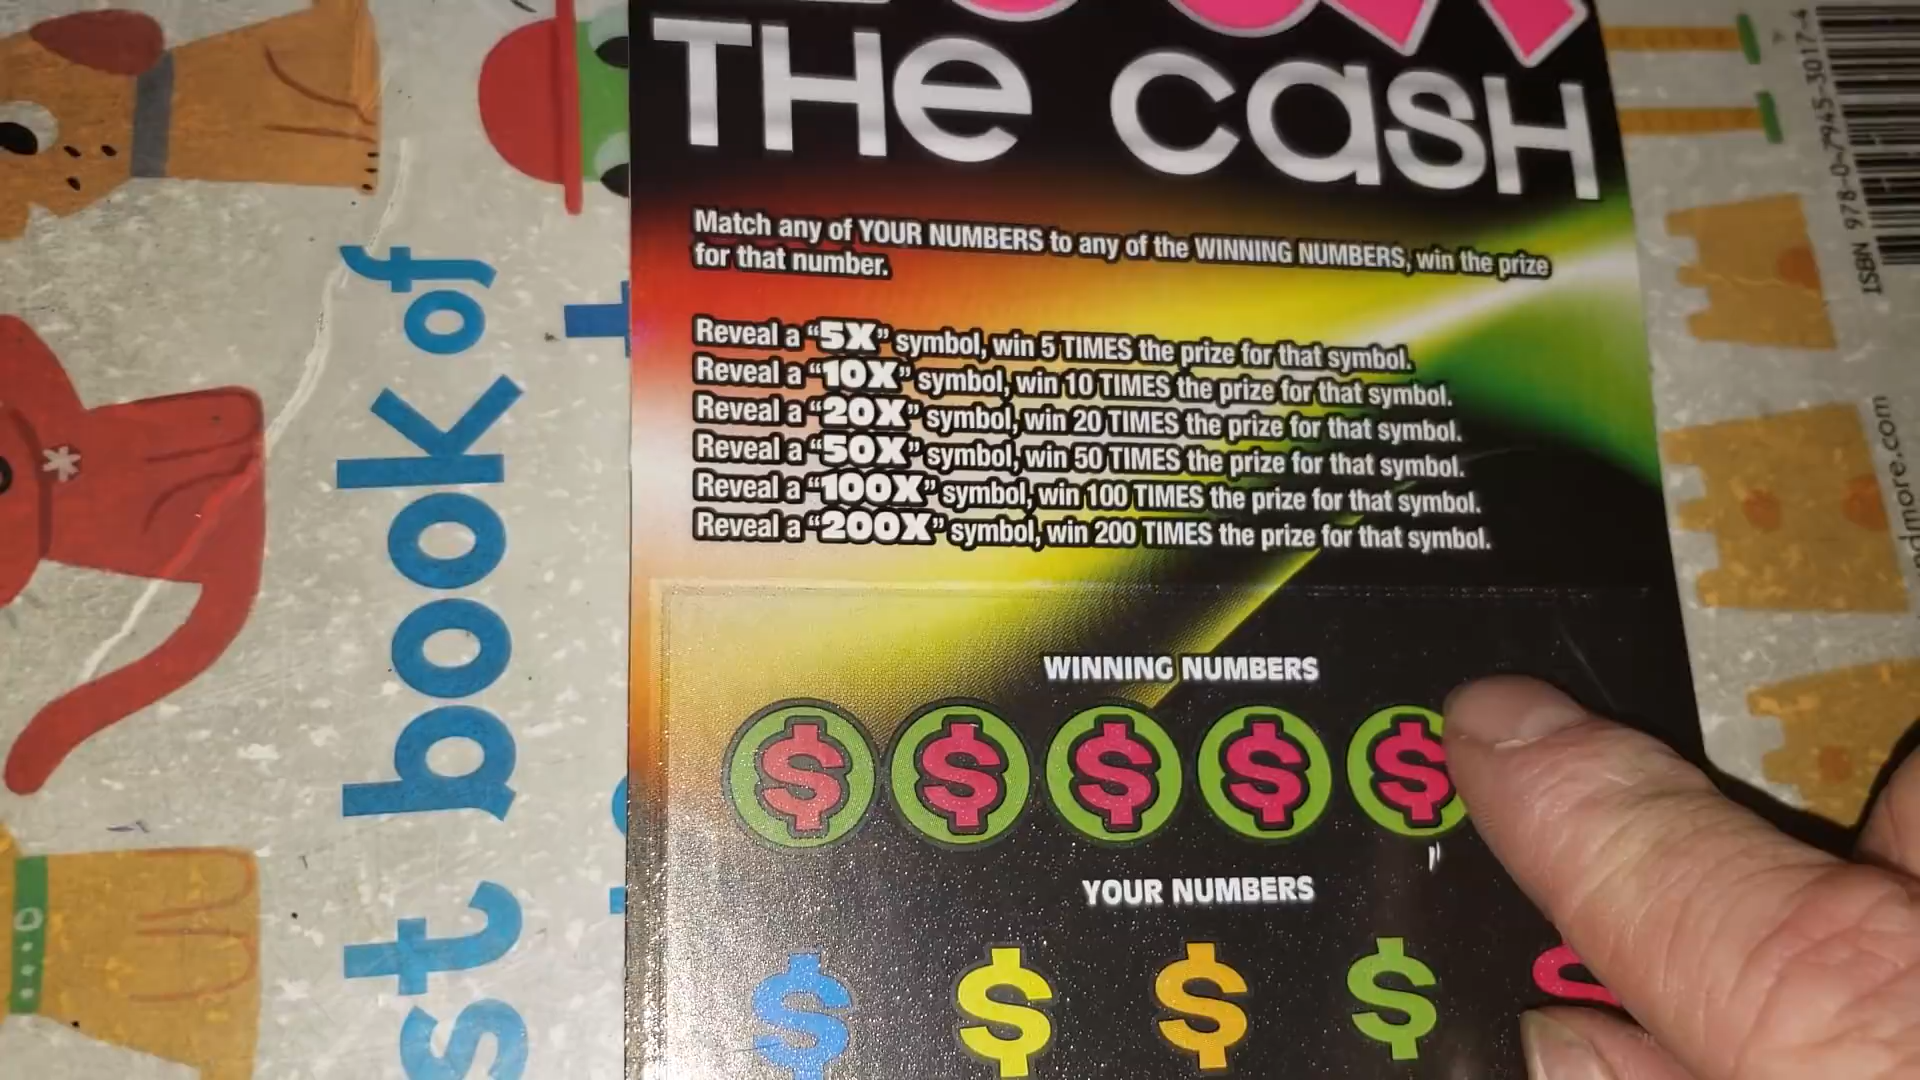 THE CASH
Match any of YOUR NUMBERS to any of the WINNING NUMBERS, win the prize
for that number.
Reveal a “5X” symbol, win 5 TIMES the prize for that symbol.
Reveal a “10X” symbol, win 10 TIMES the prize for that symbol.
Reveal a “20X” symbol, win 20 TIMES the prize for that symbol.
Reveal a “50X” symbol, win 50 TIMES the prize for that symbol.
Reveal a “100X” symbol, win 100 TIMES the prize for that symbol.
Reveal a “200X” symbol, win 200 TIMES the prize for that symbol.
WINNING NUMBERS
$ $ $ $ $
YOUR NUMBERS
$ $ $ $
book of
ISBN 978-0-7945-3017-4